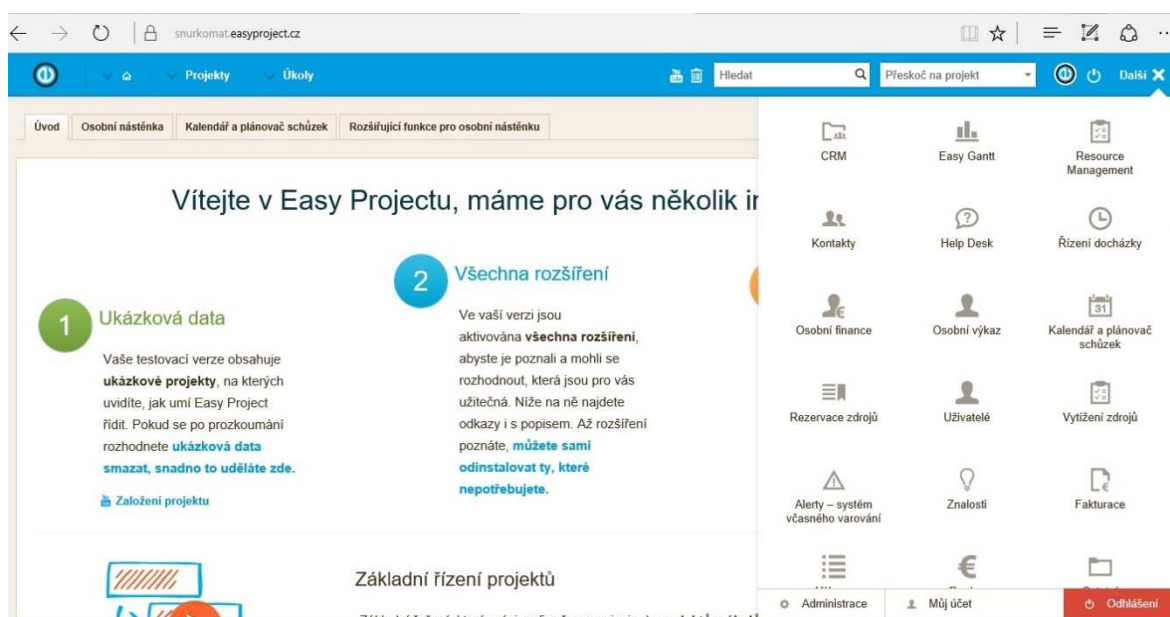 snurkomat.easyproject.cz
Projekty Úkoly Hledat Přeskoč na projekt Další
Úvod Osobní nástěnka Kalendář a plánovač schůzek Rozšiřující funkce pro osobní nástěnku
Vítejte v Easy Projectu, máme pro vás několik
1
Ukázková data
Vaše testovací verze obsahuje
ukázkové projekty, na kterých
uvidíte, jak umí Easy Project
řídit. Pokud se po prozkoumání
rozhodnete ukázková data
smazat, snadno to uděláte zde.
Založení projektu
2
Všechna rozšíření
Ve vaší verzi jsou
aktivována všechna rozšíření,
abyste je poznali a mohli se
rozhodnout, která jsou pro vás
užitečná. Níže na ně najdete
odkazy i s popisem. Až rozšíření
poznáte, můžete sami
odinstalovat ty, které
nepotřebujete.
Základní řízení projektů
CRM
Easy Gantt
Resource
Management
Kontakty
Help Desk
Řízení docházky
Osobní finance
Osobní výkaz
31
Kalendář a plánovač
schůzek
Rezervace zdrojů
Uživatelé
Vytížení zdrojů
Alerty – systém
včasného varování
Znalosti
Fakturace
Administrace
Můj účet
Odhlášení